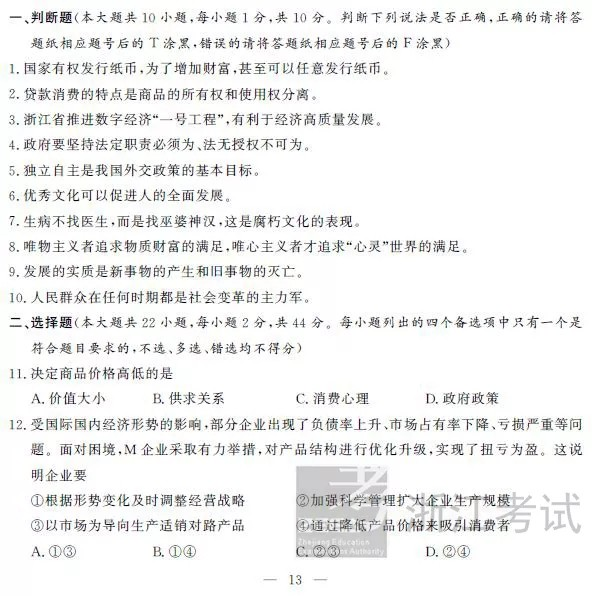 一、判断题(本大题共 10 小题,每小题 1 分,共 10 分。判断下列说法是否正确,正确的请将答
题纸相应题号后的 T 涂黑,错误的请将答题纸相应题号后的 F 涂黑)
1. 国家有权发行纸币,为了增加财富,甚至可以任意发行纸币。
2. 贷款消费的特点是商品的所有权和使用权分离。
3. 浙江省推进数字经济“一号工程”,有利于经济高质量发展。
4. 政府要坚持法定职责必须为、法无授权不可为。
5. 独立自主是我国外交政策的基本目标。
6. 优秀文化可以促进人的全面发展。
7. 生病不找医生,而是找巫婆神汉,这是腐朽文化的表现。
8. 唯物主义者追求物质财富的满足,唯心主义者才追求“心灵”世界的满足。
9. 发展的实质是新事物的产生和旧事物的灭亡。
10. 人民群众在任何时期都是社会变革的主力军。
二、选择题(本大题共 22 小题,每小题 2 分,共 44 分。每小题列出的四个备选项中只有一个是
符合题目要求的,不选、多选、错选均不得分)
11. 决定商品价格高低的是
A. 价值大小 B. 供求关系 C. 消费心理 D. 政府政策
12. 受国际国内经济形势的影响,部分企业出现了负债率上升、市场占有率下降、亏损严重等问
题。面对困境,M 企业采取有力举措,对产品结构进行优化升级,实现了扭亏为盈。这说
明企业要
①根据形势变化及时调整经营战略 ②加强科学管理扩大企业生产规模
③以市场为导向生产适销对路产品 ④通过降低产品价格来吸引消费者
A. ①③ B. ①④ C. ②③ D. ②④
浙江考试
Zhejiang Education
Authority
— 13 —